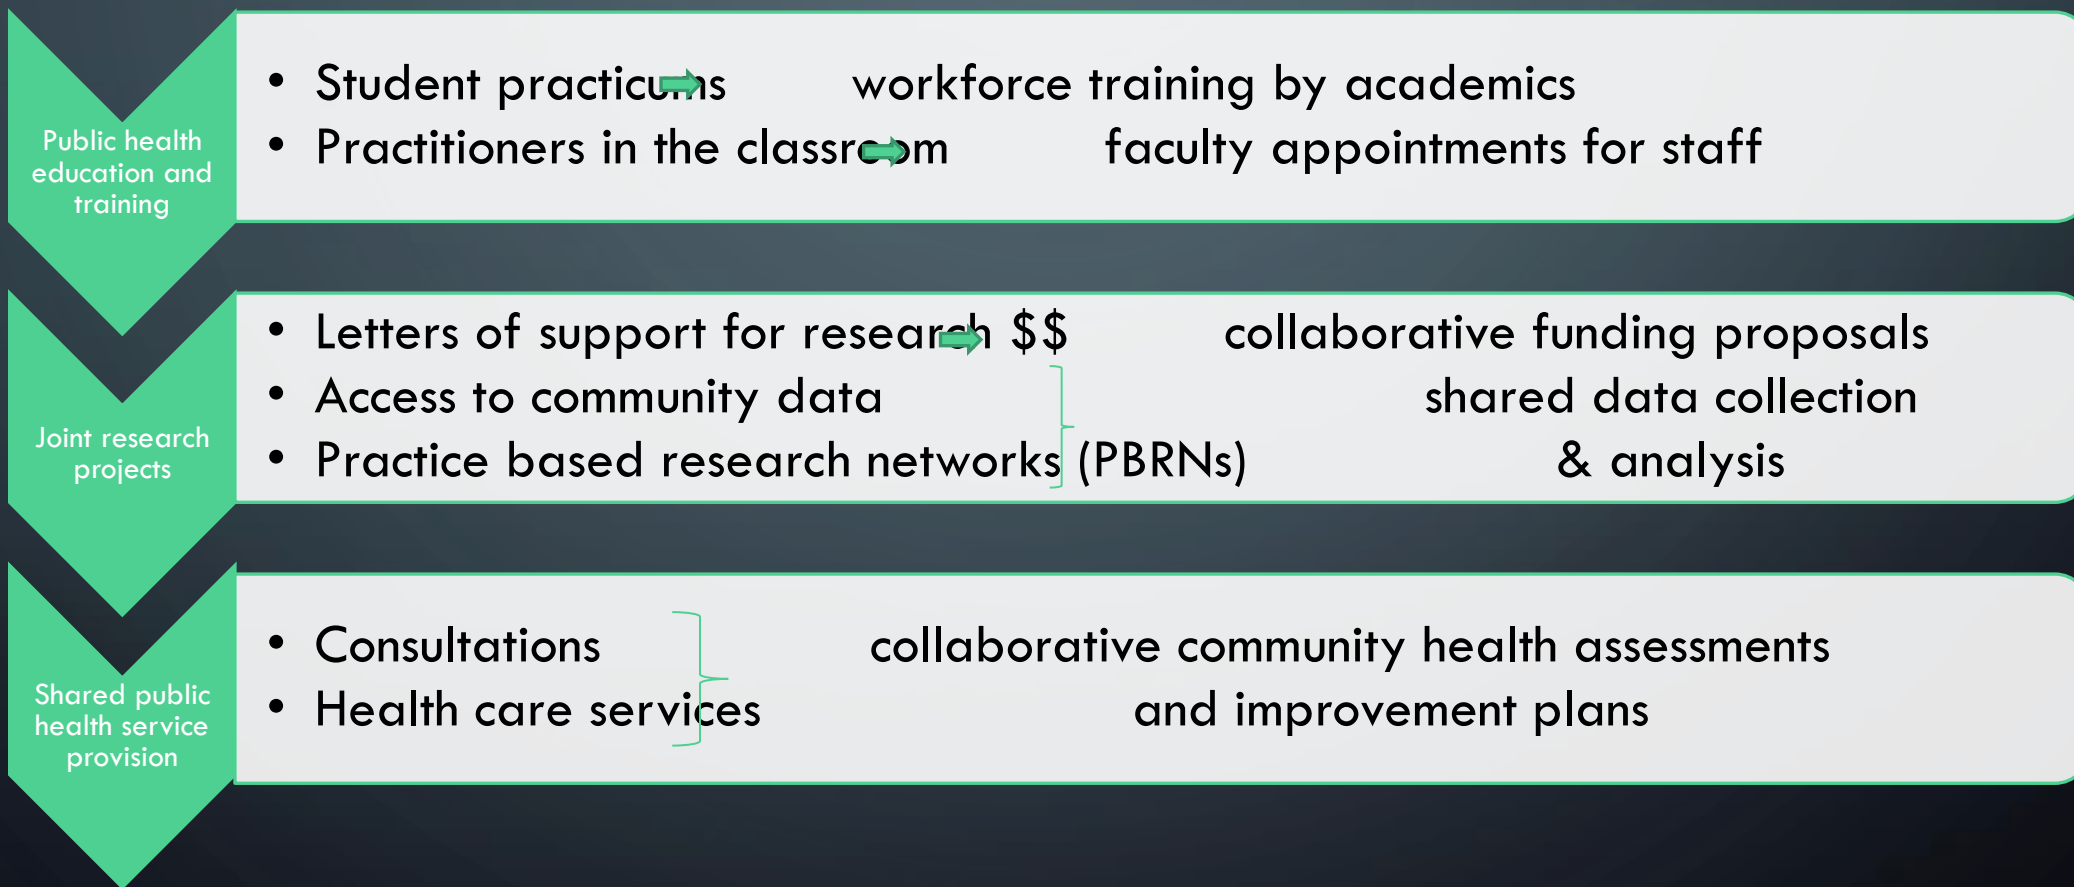 Public health
education and
training
• Student practicums workforce training by academics
• Practitioners in the classroom faculty appointments for staff
Joint research
projects
• Letters of support for research $$ collaborative funding proposals
• Access to community data shared data collection
• Practice based research networks (PBRNs) & analysis
Shared public
health service
provision
• Consultations collaborative community health assessments
• Health care services and improvement plans